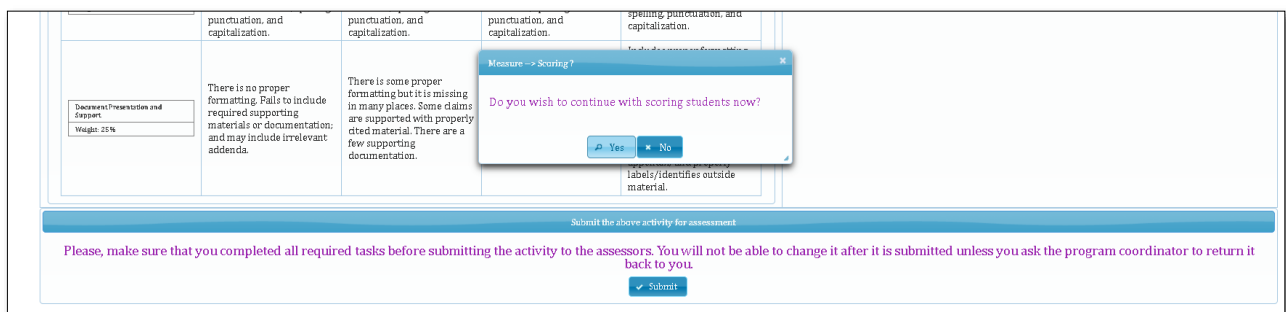 punctuation, and
capitalization.
punctuation, and
capitalization.
punctuation, and
capitalization.
spelling, punctuation, and
capitalization.
Document Presentation and
Support
Weight: 25%
There is no proper
formatting. Fails to include
required supporting
materials or documentation;
and may include irrelevant
addenda.
There is some proper
formatting but it is missing
in many places. Some claims
are supported with properly
cited material. There are a
few supporting
documentation.
labels/identifies outside
material.
Measure --> Scoring ?
Do you wish to continue with scoring students now?
Yes
No
Submit the above activity for assessment
Please, make sure that you completed all required tasks before submitting the activity to the assessors. You will not be able to change it after it is submitted unless you ask the program coordinator to return it
back to you.
Submit